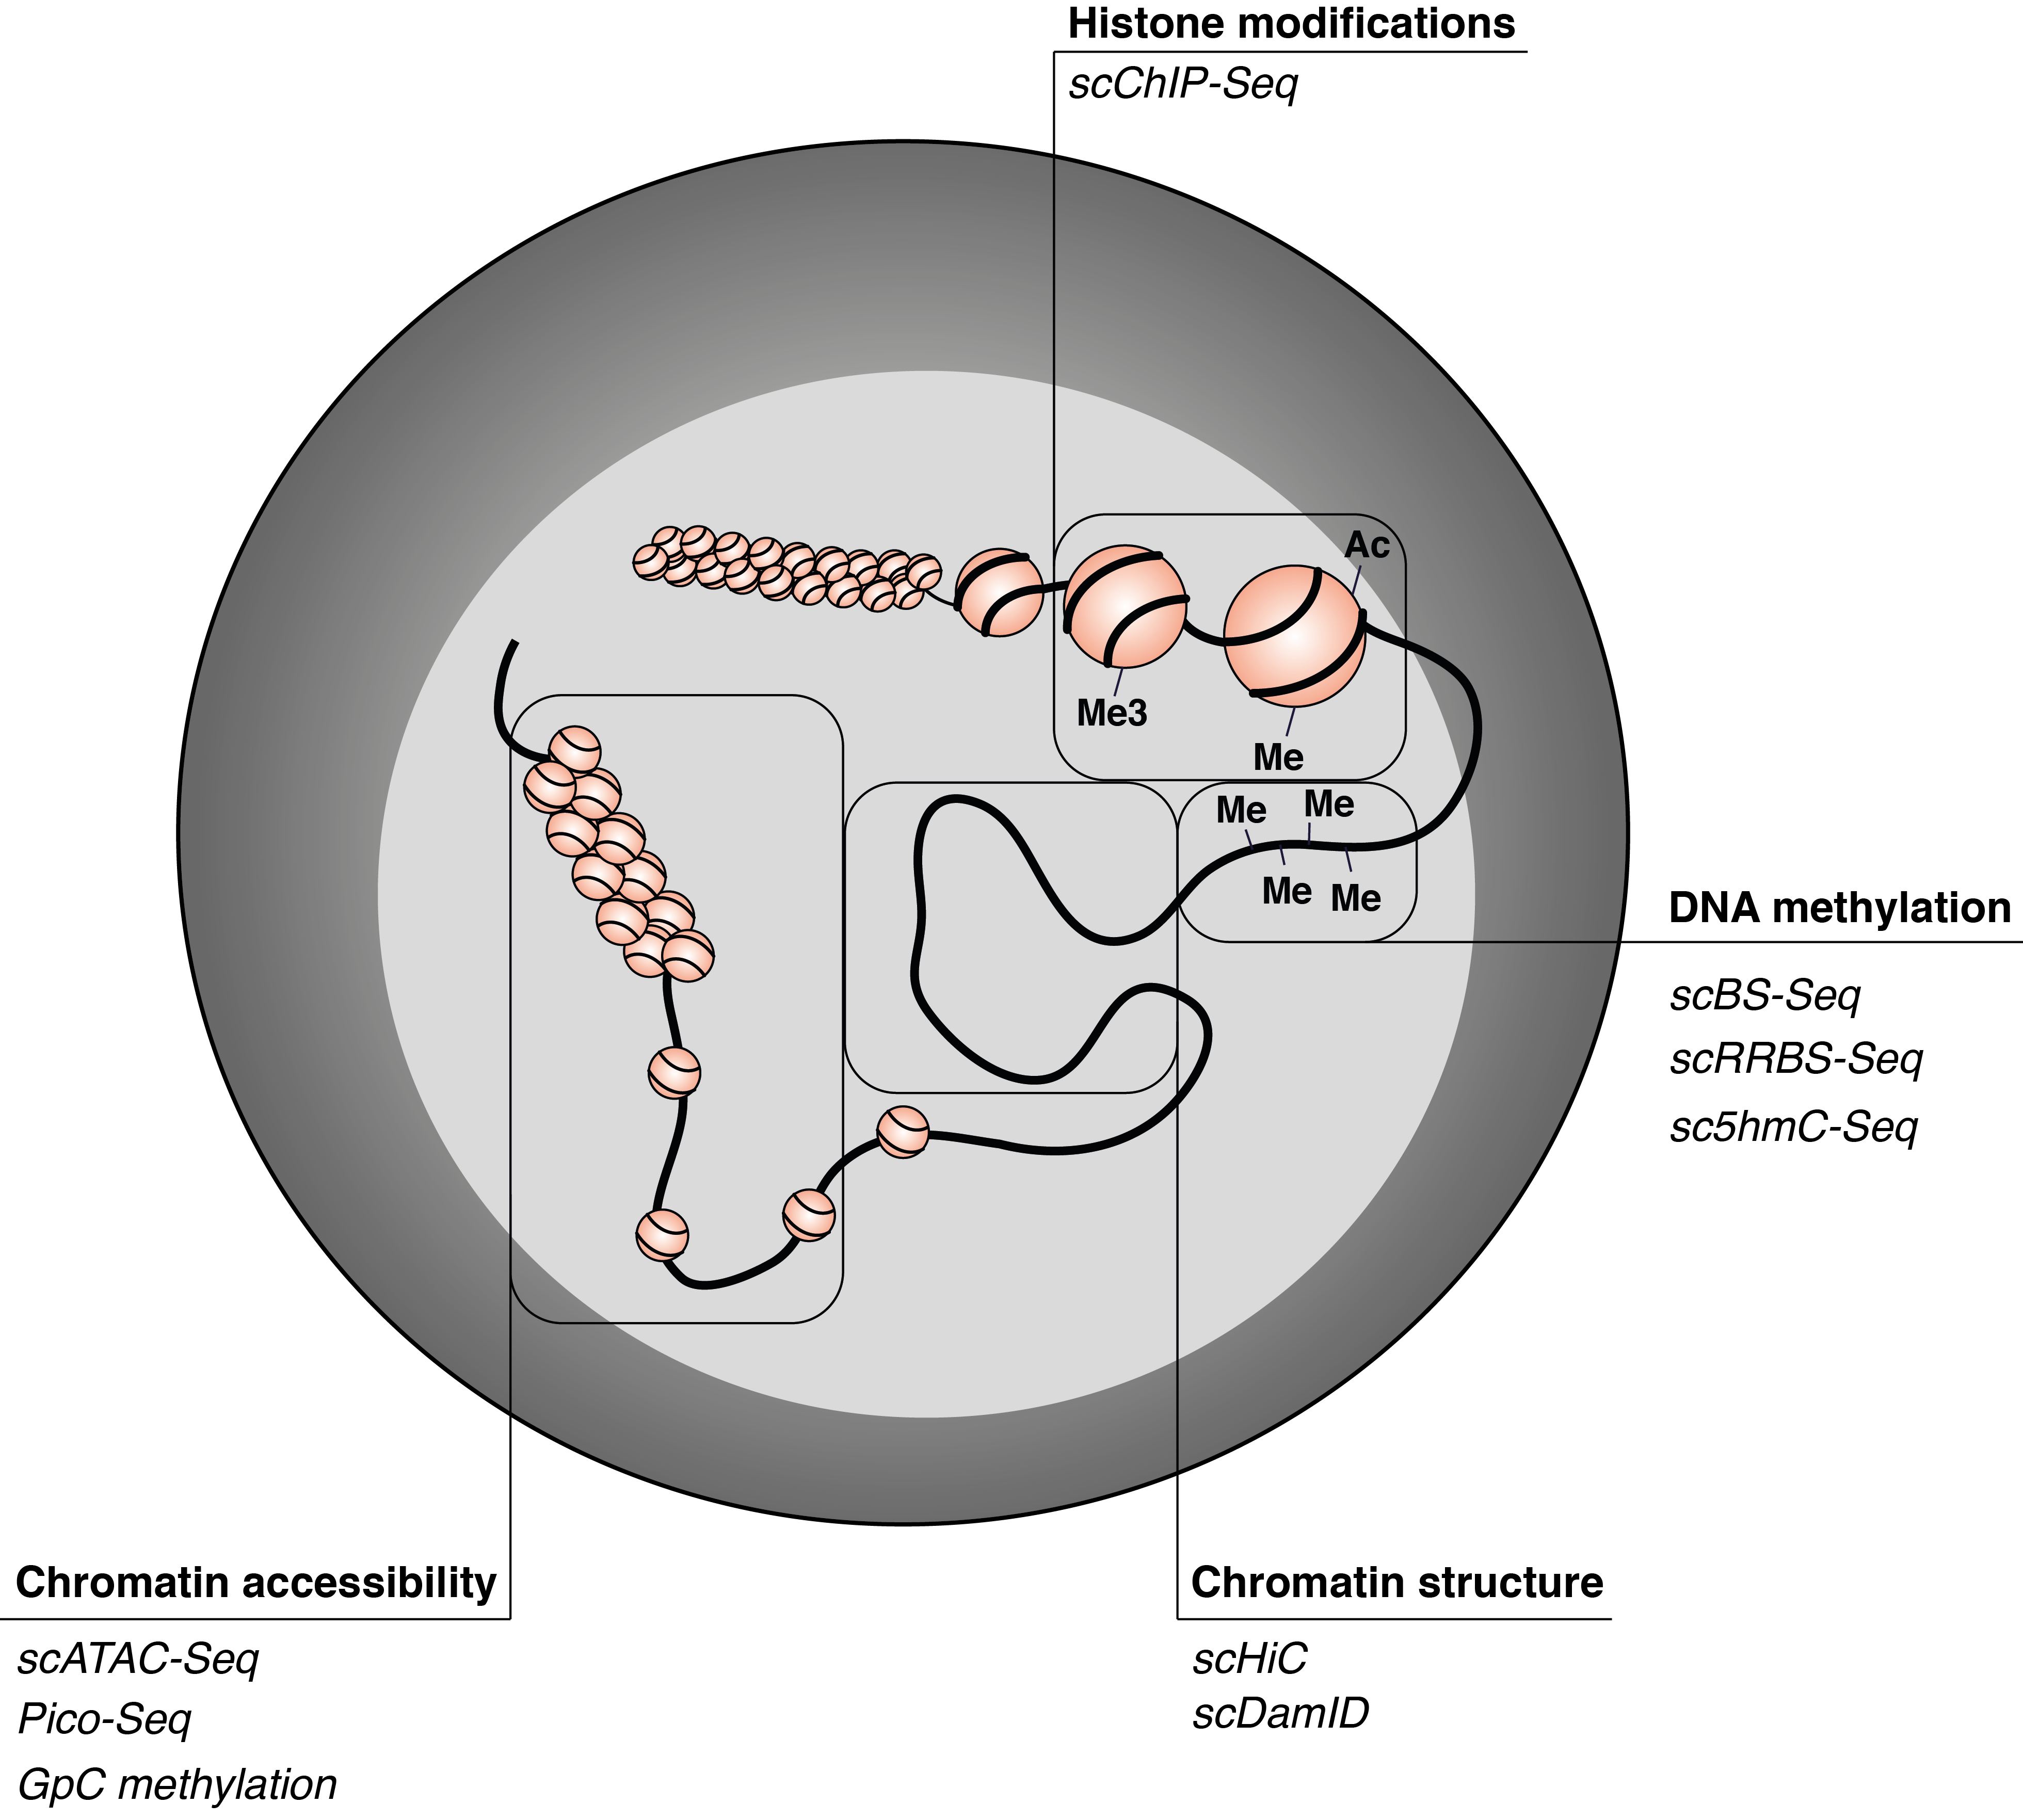 Histone modifications
scChIP-Seq
Ac
Me3
Me
Me Me
Me Me
DNA methylation
scBS-Seq
scRRBS-Seq
sc5hmC-Seq
Chromatin accessibility
scATAC-Seq
Pico-Seq
GpC methylation
Chromatin structure
scHiC
scDamID